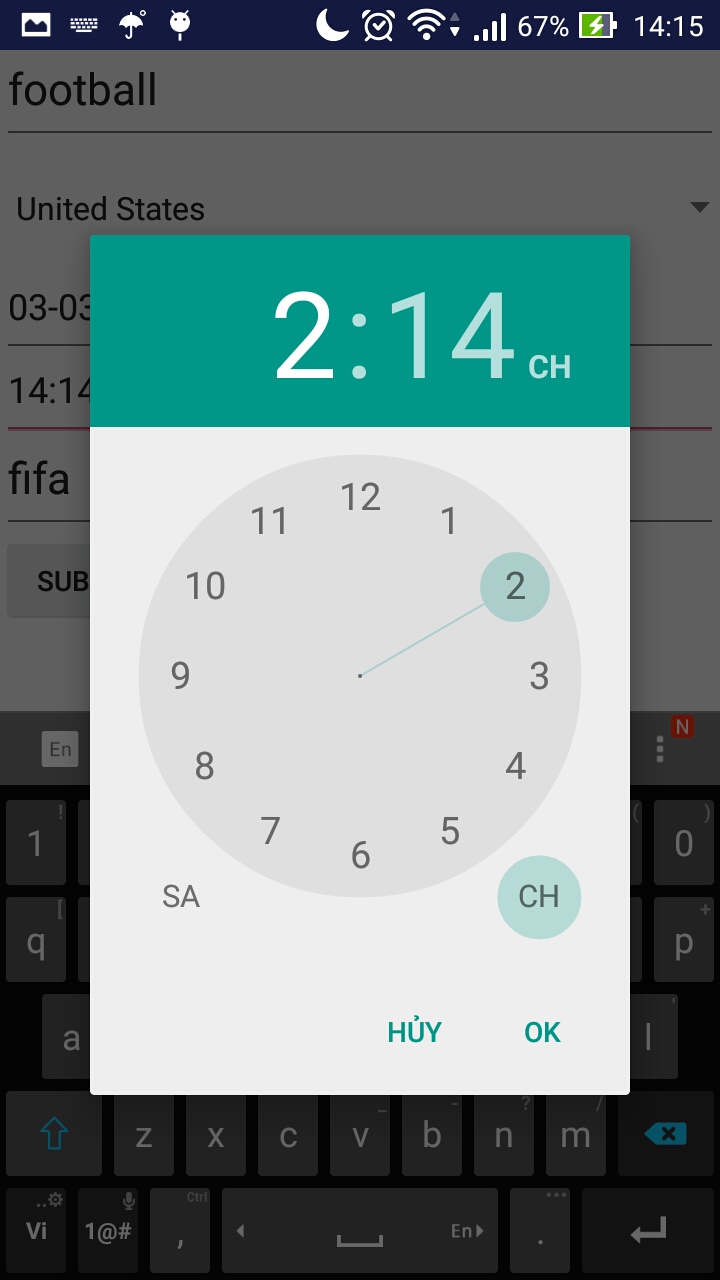 67% 14:15
football
United States
03-03
14:14
2:14 CH
fifa
SUB
12
11 1
10 2
9 3
8 4
7 5
6
SA CH
HỦY OK
En N
! ( )
1 0
[ +
q p
'
a l
_ - ? /
z x c v b n m
.. Ctrl ...
Vi 1@# , En .